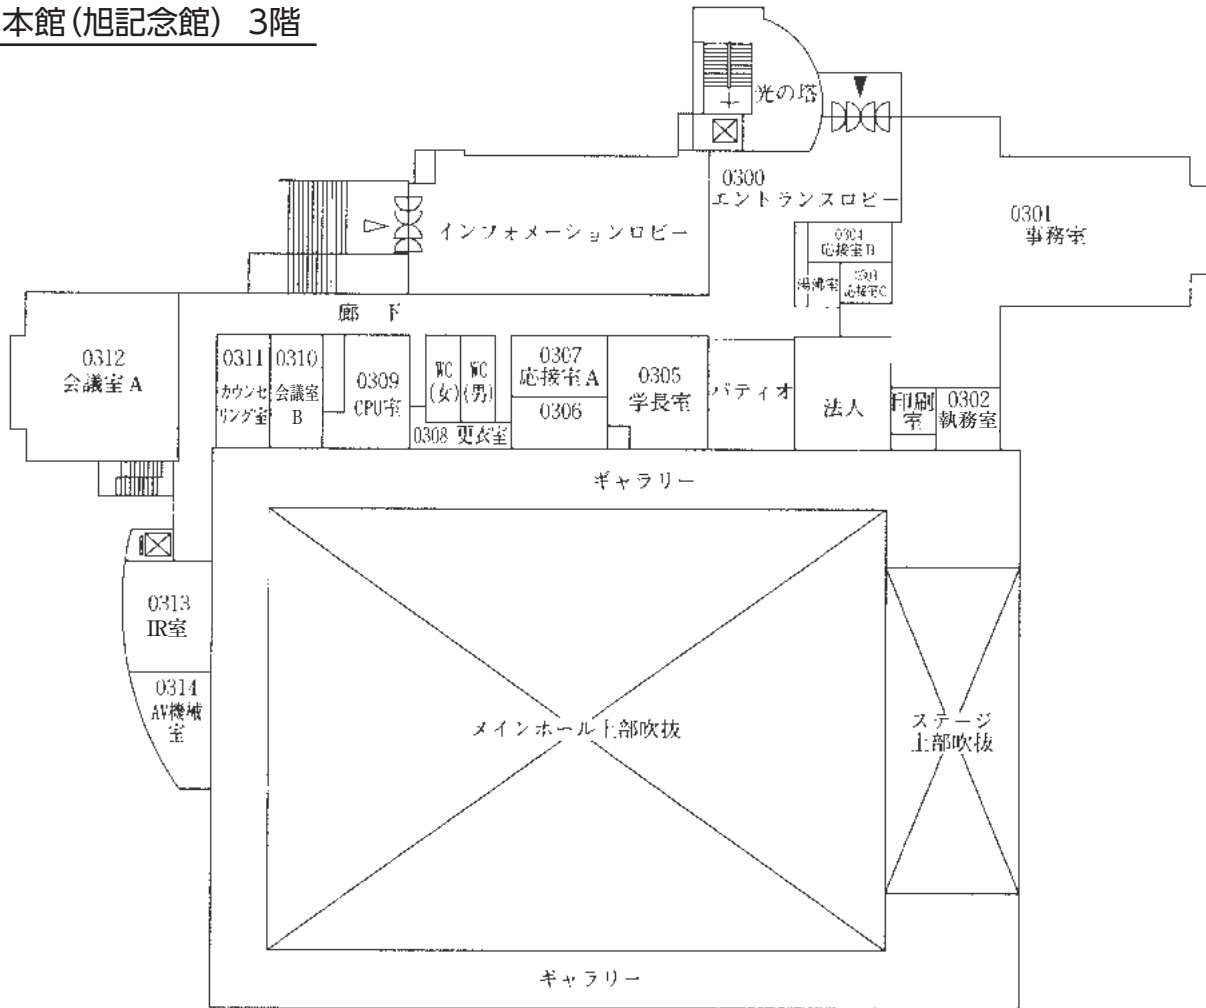 本館(旭記念館) 3階
光の塔
0300
エントランスロビー
インフォメーションロビー
0301
事務室
0304
応接室B
湯沸室
0303
応接室C
廊 下
0312
会議室A
0311
カウンセ
リング室
0310
会議室
B
0309
CPU室
WC
(女)
WC
(男)
0308 更衣室
0307
応接室A
0306
0305
学長室
パティオ
法人
印刷
室
0302
執務室
ギャラリー
0313
IR室
0314
AV機械
室
メインホール上部吹抜
ステージ
上部吹抜
ギャラリー